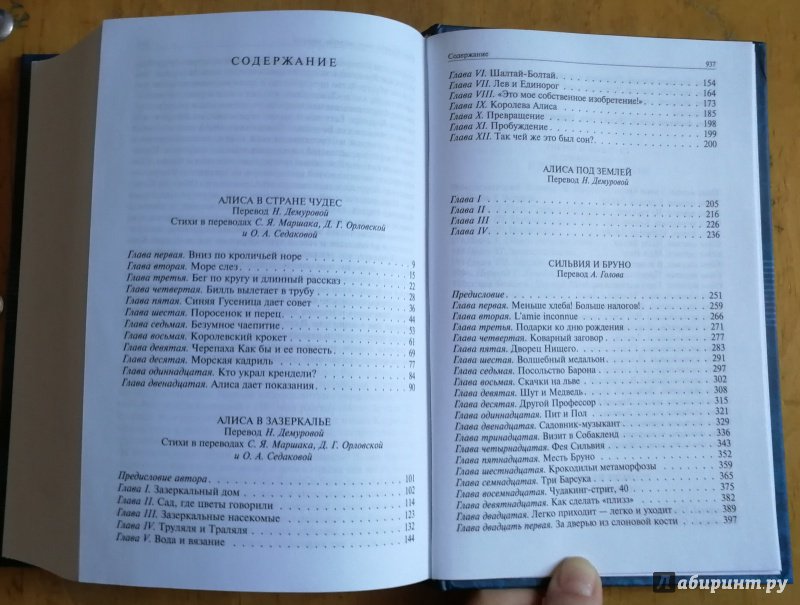 СОДЕРЖАНИЕ
АЛИСА В СТРАНЕ ЧУДЕС
Перевод Н. Демуровой
Стихи в переводах С. Я. Маршака, Д. Г. Орловской
и О. А. Седаковой
Глава первая. Вниз по кроличьей норе . . . 9
Глава вторая. Море слез . . . 15
Глава третья. Бег по кругу и длинный рассказ . . . 22
Глава четвертая. Билль вылетает в трубу . . . 28
Глава пятая. Синяя Гусеница дает совет . . . 36
Глава шестая. Поросенок и перец . . . 44
Глава седьмая. Безумное чаепитие . . . 53
Глава восьмая. Королевский крокет . . . 61
Глава девятая. Черепаха Как бы и ее повесть . . . 69
Глава десятая. Морская кадриль . . . 77
Глава одиннадцатая. Кто украл крендели? . . . 84
Глава двенадцатая. Алиса дает показания . . . 90
АЛИСА В ЗАЗЕРКАЛЬЕ
Перевод Н. Демуровой
Стихи в переводах С. Я. Маршака, Д. Г. Орловской
и О. А. Седаковой
Предисловие автора . . . 101
Глава I. Зазеркальный дом . . . 102
Глава II. Сад, где цветы говорили . . . 114
Глава III. Зазеркальные насекомые . . . 123
Глава IV. Труляля и Траляля . . . 132
Глава V. Вода и вязание . . . 144
Содержание 937
Глава VI. Шалтай-Болтай . . . 154
Глава VII. Лев и Единорог . . . 164
Глава VIII. «Это мое собственное изобретение!» . . . 173
Глава IX. Королева Алиса . . . 185
Глава X. Превращение . . . 198
Глава XI. Пробуждение . . . 199
Глава XII. Так чей же это был сон? . . . 200
АЛИСА ПОД ЗЕМЛЕЙ
Перевод Н. Демуровой
Глава I . . . 205
Глава II . . . 216
Глава III . . . 226
Глава IV . . . 236
СИЛЬВИЯ И БРУНО
Перевод А. Голова
Предисловие . . . 251
Глава первая. Меньше хлеба! Больше налогов! . . . 259
Глава вторая. L'amie inconnue . . . 266
Глава третья. Подарки ко дню рождения . . . 271
Глава четвертая. Коварный заговор . . . 277
Глава пятая. Дворец Нищего . . . 283
Глава шестая. Волшебный медальон . . . 291
Глава седьмая. Посольство Барона . . . 297
Глава восьмая. Скачки на льве . . . 302
Глава девятая. Шут и Медведь . . . 308
Глава десятая. Другой Профессор . . . 315
Глава одиннадцатая. Пит и Пол . . . 321
Глава двенадцатая. Садовник-музыкант . . . 329
Глава тринадцатая. Визит в Собакленд . . . 336
Глава четырнадцатая. Фея Сильвия . . . 343
Глава пятнадцатая. Месть Бруно . . . 352
Глава шестнадцатая. Крокодильи метаморфозы . . . 359
Глава семнадцатая. Три Барсука . . . 365
Глава восемнадцатая. Чудакинг-стрит, 40 . . . 375
Глава девятнадцатая. Как сделать «плизз» . . . 382
Глава двадцатая. Легко приходит — легко и уходит . . . 389
Глава двадцать первая. За дверью из слоновой кости . . . 397
Лабиринт.ру